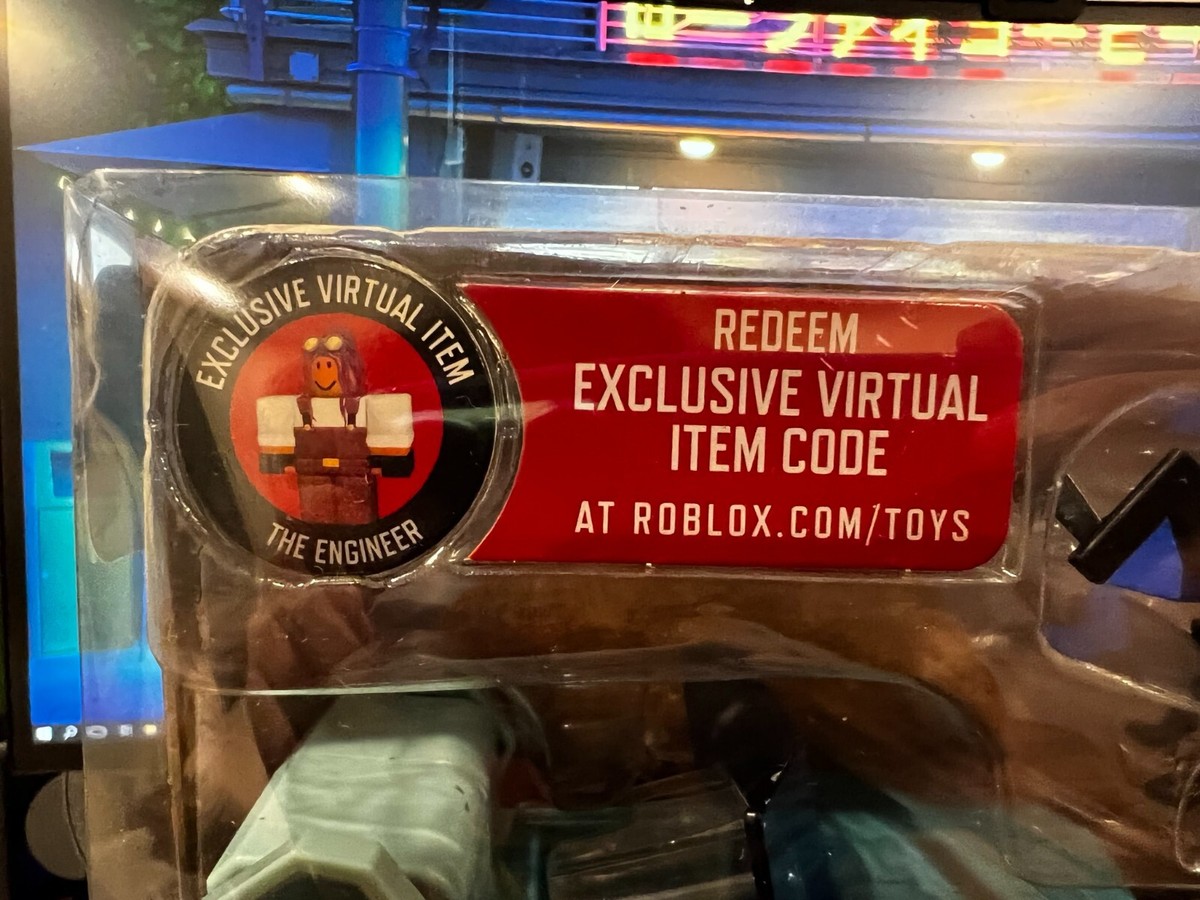 EXCLUSIVE VIRTUAL ITEM
THE ENGINEER
REDEEM
EXCLUSIVE VIRTUAL
ITEM CODE
AT ROBLOX.COM/TOYS